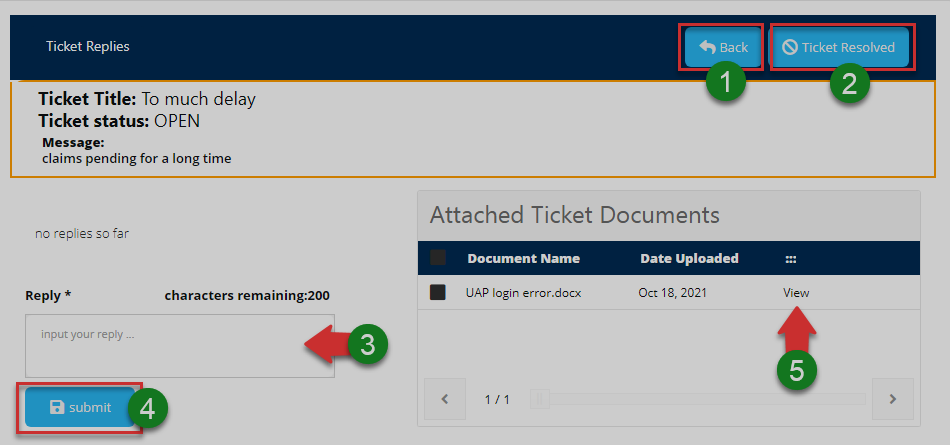 Ticket Replies
Back
Ticket Resolved
1
2
Ticket Title: To much delay
Ticket status: OPEN
Message:
claims pending for a long time
no replies so far
Reply * characters remaining:200
input your reply ...
3
submit
4
Attached Ticket Documents
Document Name Date Uploaded :::
UAP login error.docx Oct 18, 2021 View
5
< 1 / 1 >